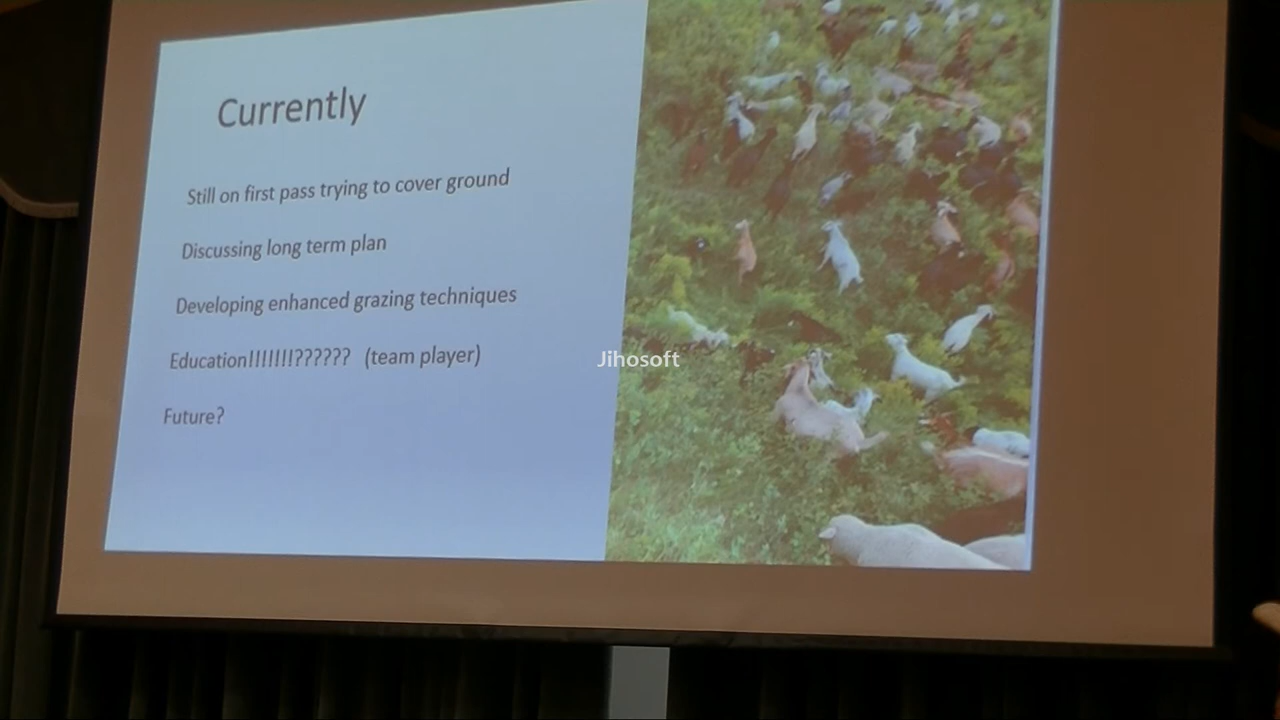 Currently
Still on first pass trying to cover ground
Discussing long term plan
Developing enhanced grazing techniques
Education!!!!!!!?????? (team player)
Future?
Jihosoft